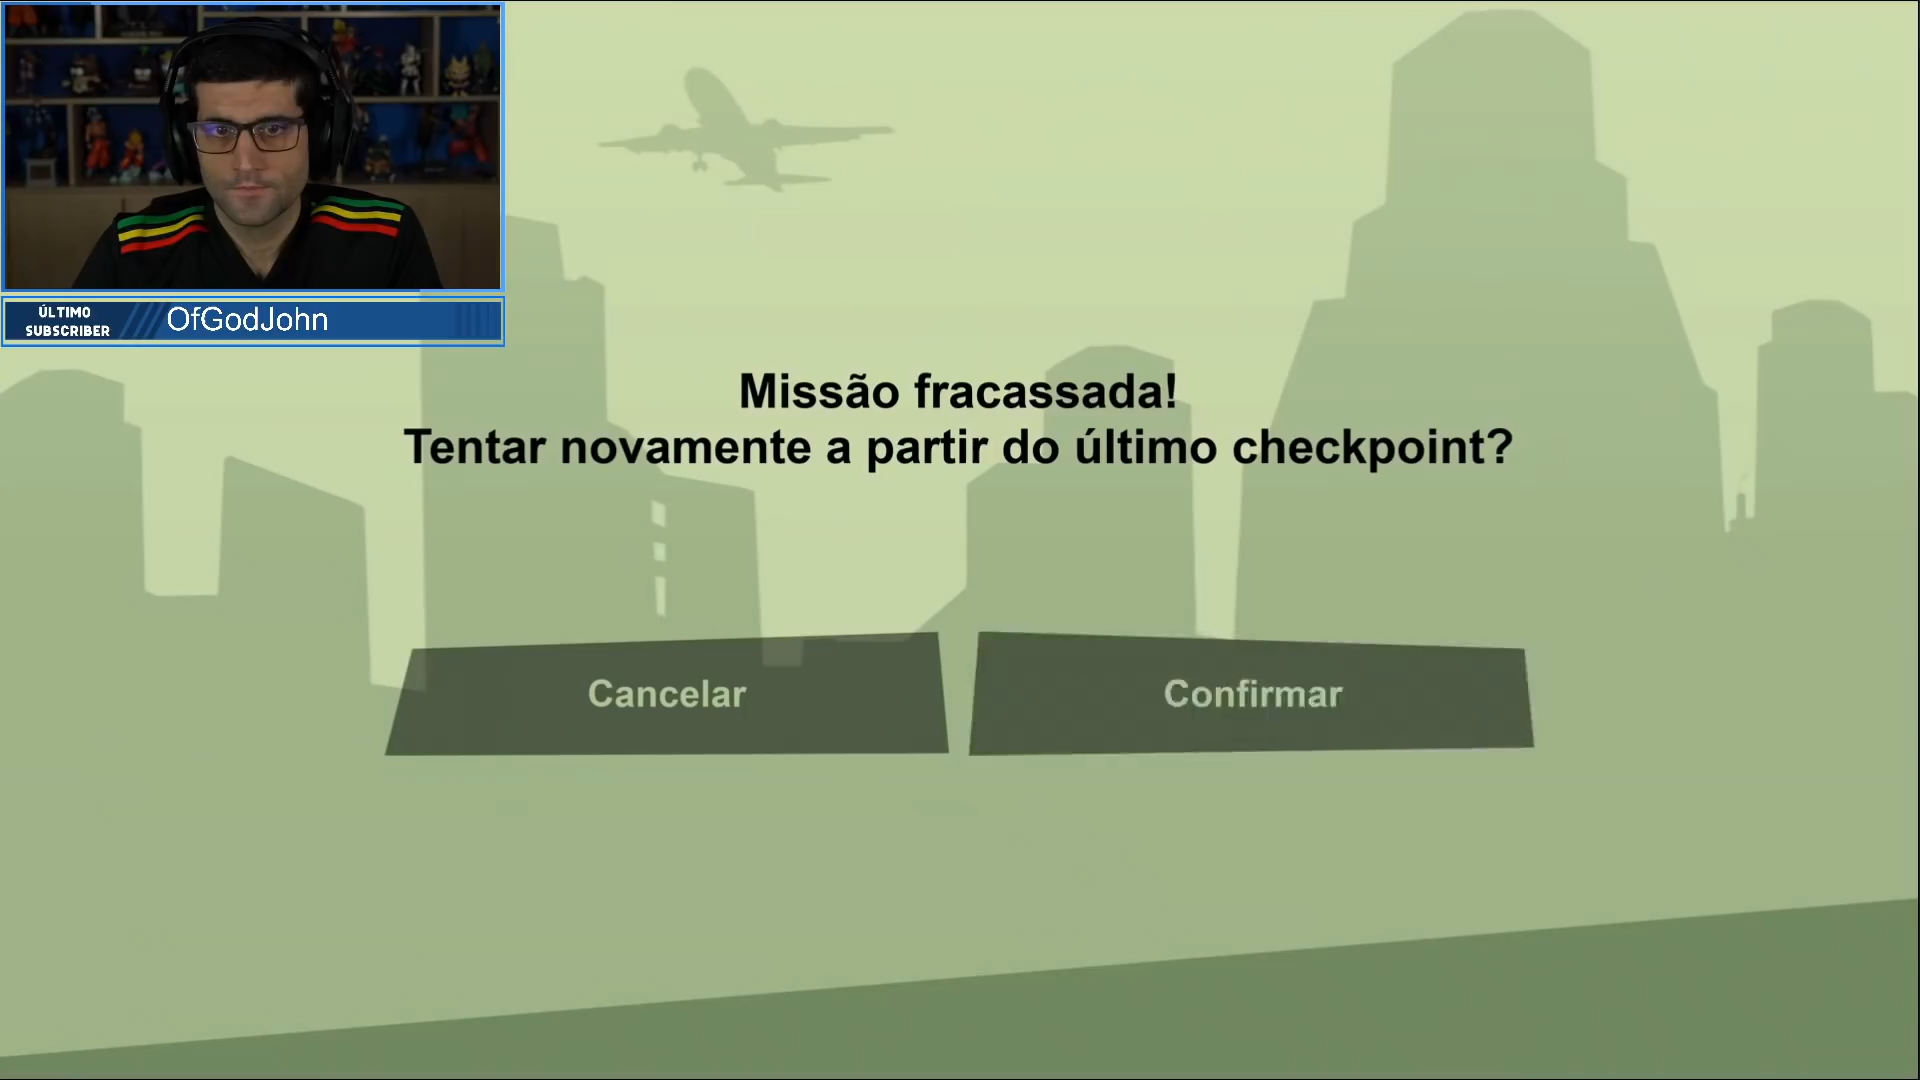 ÚLTIMO
SUBSCRIBER
OfGodJohn
Missão fracassada!
Tentar novamente a partir do último checkpoint?
Cancelar
Confirmar